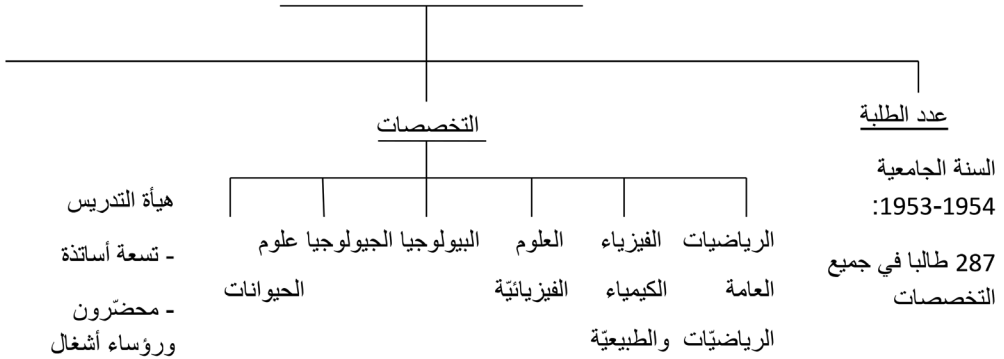 عدد الطلبة
السنة الجامعية
1953-1954:
287 طالبا في جميع
التخصصات
التخصصات
الرياضيات
العامة
الرياضيّات
الفيزياء
الكيمياء
والطبيعيّة
العلوم
الفيزيائيّة
البيولوجيا
الجيولوجيا
علوم
الحيوانات
هيأة التدريس
- تسعة أساتذة
- محضّرون
ورؤساء أشغال